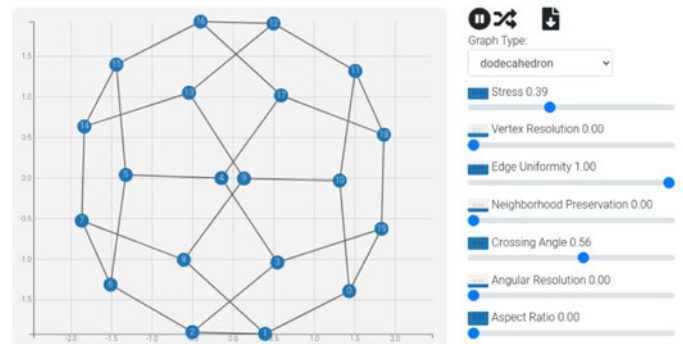 16
12
15
11
1.5
13
17
1.0
14
18
0.5
5
4
9
10
0.0
7
19
-0.5
8
3
-1.0
6
0
-1.5
2
1
-2.0 -1.5 -1.0 -0.5 0.0 0.5 1.0 1.5 2.0
Graph Type:
dodecahedron
Stress 0.39
Vertex Resolution 0.00
Edge Uniformity 1.00
Neighborhood Preservation 0.00
Crossing Angle 0.56
Angular Resolution 0.00
Aspect Ratio 0.00